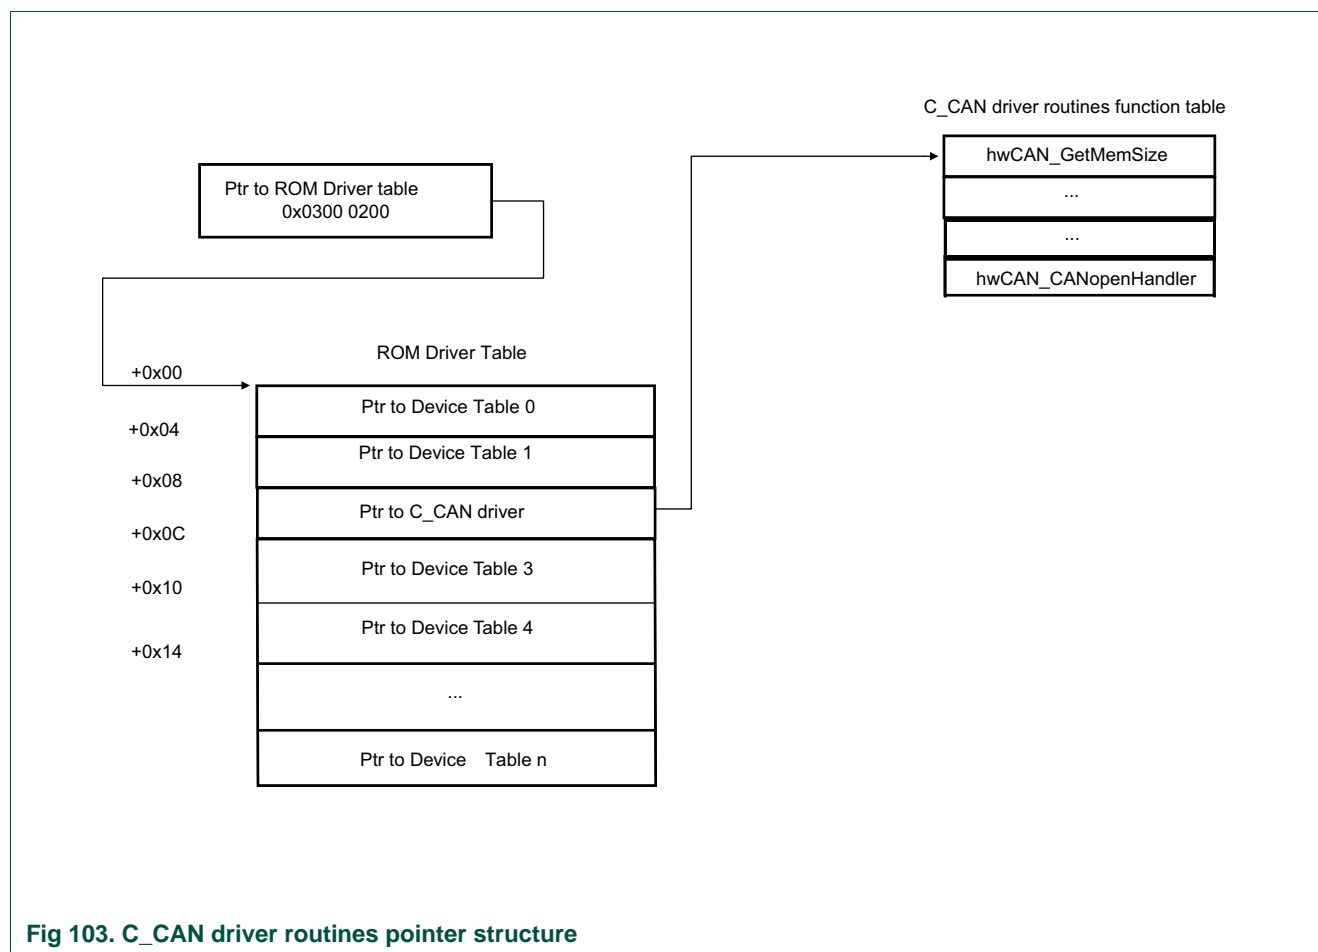 C_CAN driver routines function table
hwCAN_GetMemSize
...
...
hwCAN_CANopenHandler
Ptr to ROM Driver table
0x0300 0200
ROM Driver Table
+0x00
Ptr to Device Table 0
+0x04
Ptr to Device Table 1
+0x08
Ptr to C_CAN driver
+0x0C
Ptr to Device Table 3
+0x10
Ptr to Device Table 4
+0x14
...
Ptr to Device Table n
Fig 103. C_CAN driver routines pointer structure